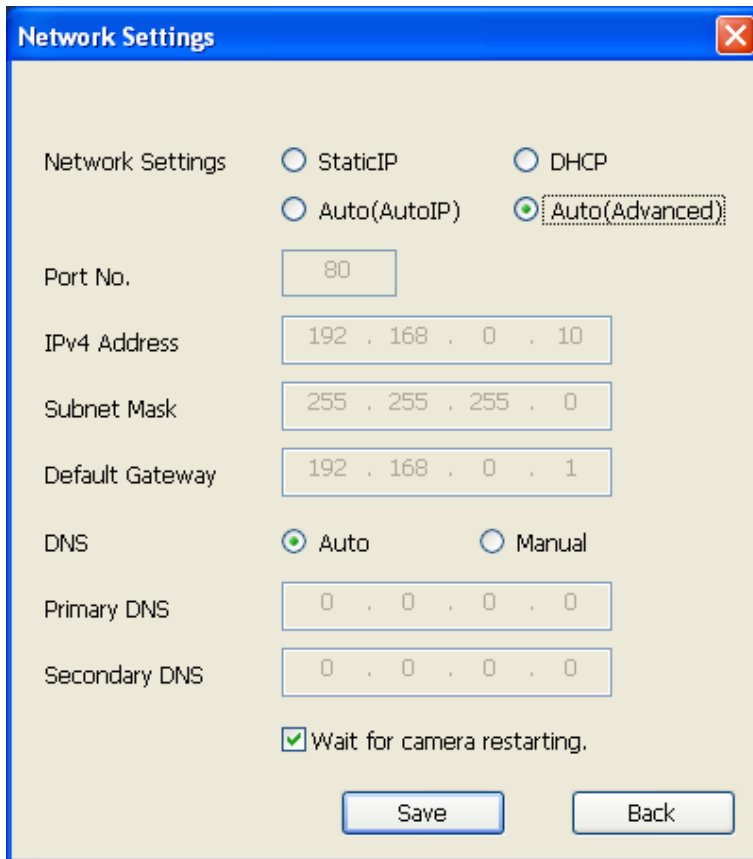 Network Settings
Network Settings StaticIP DHCP
Auto(AutoIP) Auto(Advanced)
Port No. 80
IPv4 Address 192 . 168 . 0 . 10
Subnet Mask 255 . 255 . 255 . 0
Default Gateway 192 . 168 . 0 . 1
DNS Auto Manual
Primary DNS 0 . 0 . 0 . 0
Secondary DNS 0 . 0 . 0 . 0
Wait for camera restarting.
Save Back